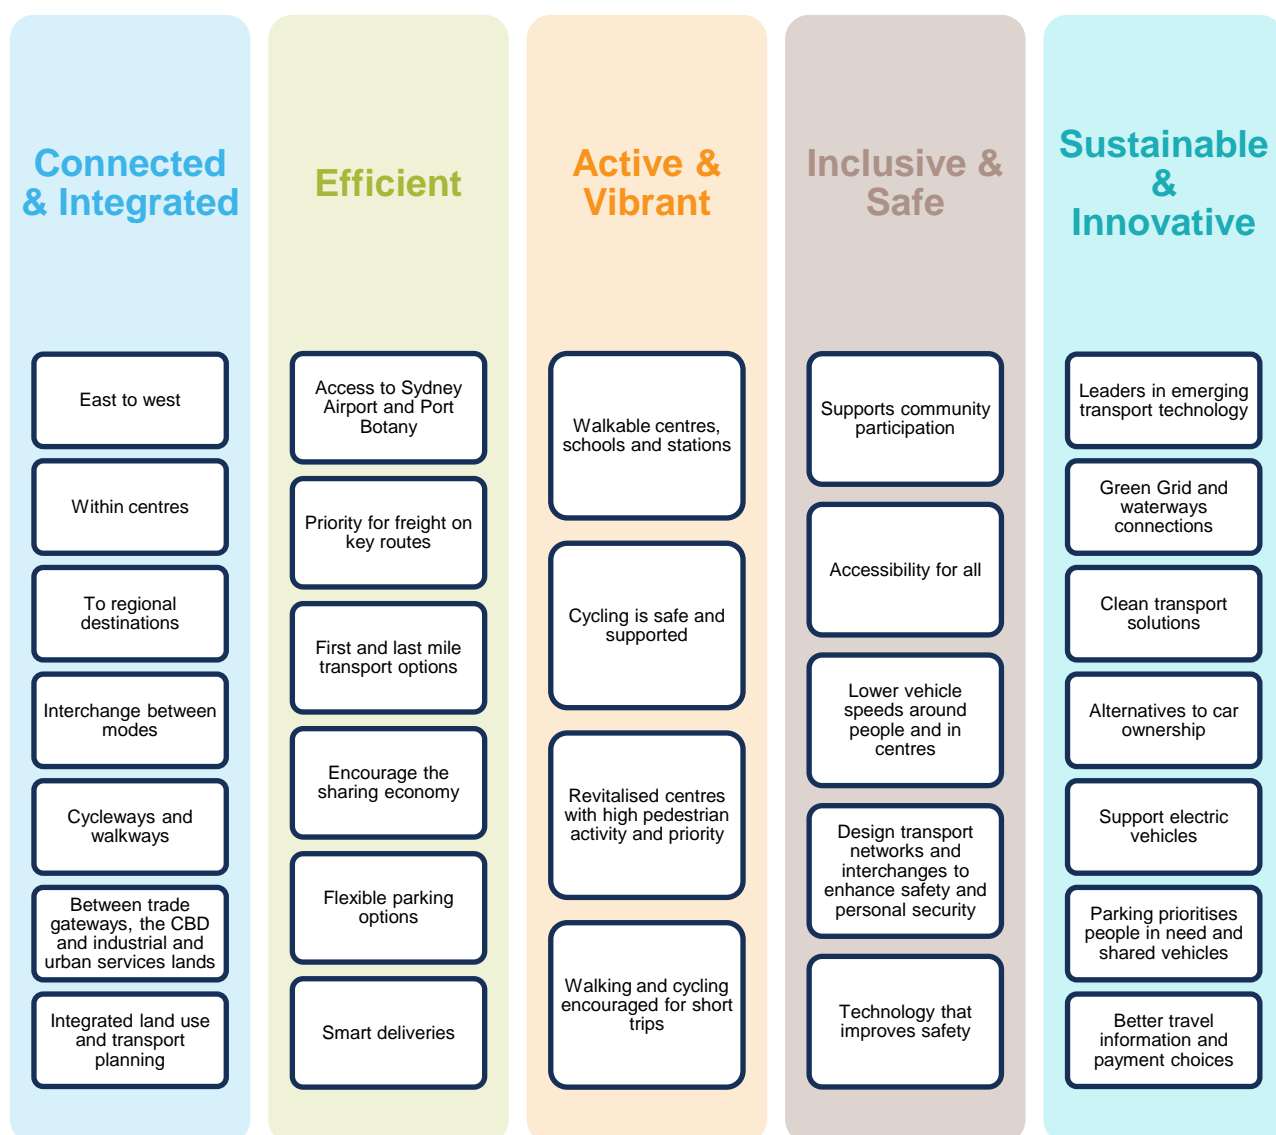 Connected
& Integrated
East to west
Within centres
To regional
destinations
Interchange between
modes
Cycleways and
walkways
Between trade
gateways, the CBD
and industrial and
urban services lands
Integrated land use
and transport
planning
Efficient
Access to Sydney
Airport and Port
Botany
Priority for freight on
key routes
First and last mile
transport options
Encourage the
sharing economy
Flexible parking
options
Smart deliveries
Active &
Vibrant
Walkable centres,
schools and stations
Cycling is safe and
supported
Revitalised centres
with high pedestrian
activity and priority
Walking and cycling
encouraged for short
trips
Inclusive &
Safe
Supports community
participation
Accessibility for all
Lower vehicle
speeds around
people and in
centres
Design transport
networks and
interchanges to
enhance safety and
personal security
Technology that
improves safety
Sustainable
&
Innovative
Leaders in emerging
transport technology
Green Grid and
waterways
connections
Clean transport
solutions
Alternatives to car
ownership
Support electric
vehicles
Parking prioritises
people in need and
shared vehicles
Better travel
information and
payment choices